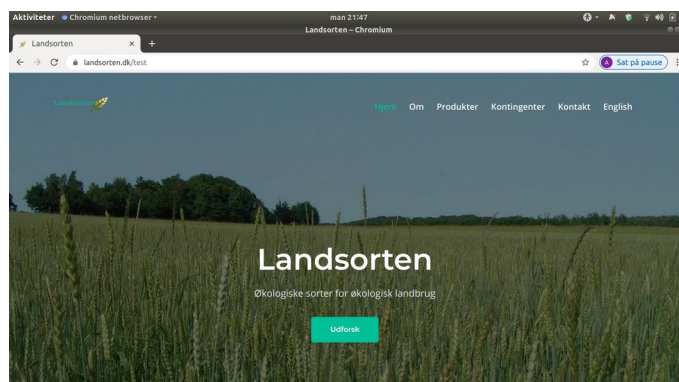 Aktiviteter Chromium netbrowser man 21:47
Landsorten – Chromium
Landsorten × +
landsorten.dk/test A Sat på pause
Landsorten Hjem Om Produkter Kontingenter Kontakt English
Landsorten
Økologiske sorter for økologisk landbrug
Udforsk